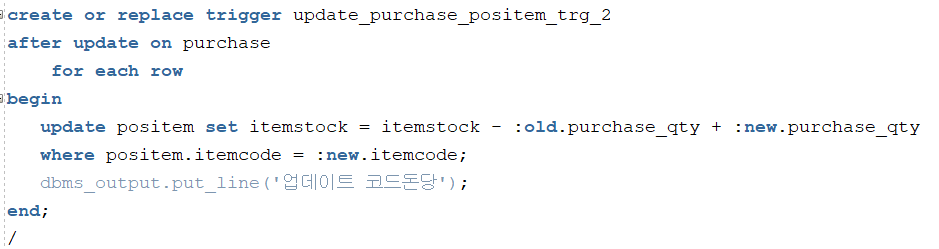 create or replace trigger update_purchase_positem_trg_2
after update on purchase
    for each row
begin
   update positem set itemstock = itemstock - :old.purchase_qty + :new.purchase_qty
   where positem.itemcode = :new.itemcode;
   dbms_output.put_line('업데이트 코드돈당');
end;
/